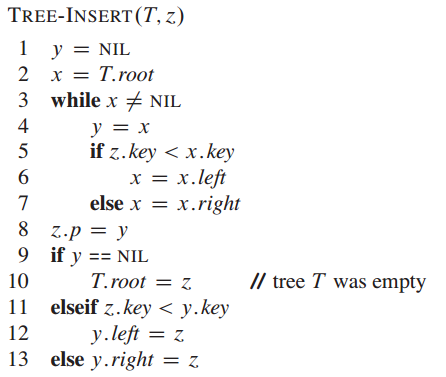 TREE-INSERT(T, z)
1 y = NIL
2 x = T.root
3 while x ≠ NIL
4 y = x
5 if z.key < x.key
6 x = x.left
7 else x = x.right
8 z.p = y
9 if y == NIL
10 T.root = z // tree T was empty
11 elseif z.key < y.key
12 y.left = z
13 else y.right = z